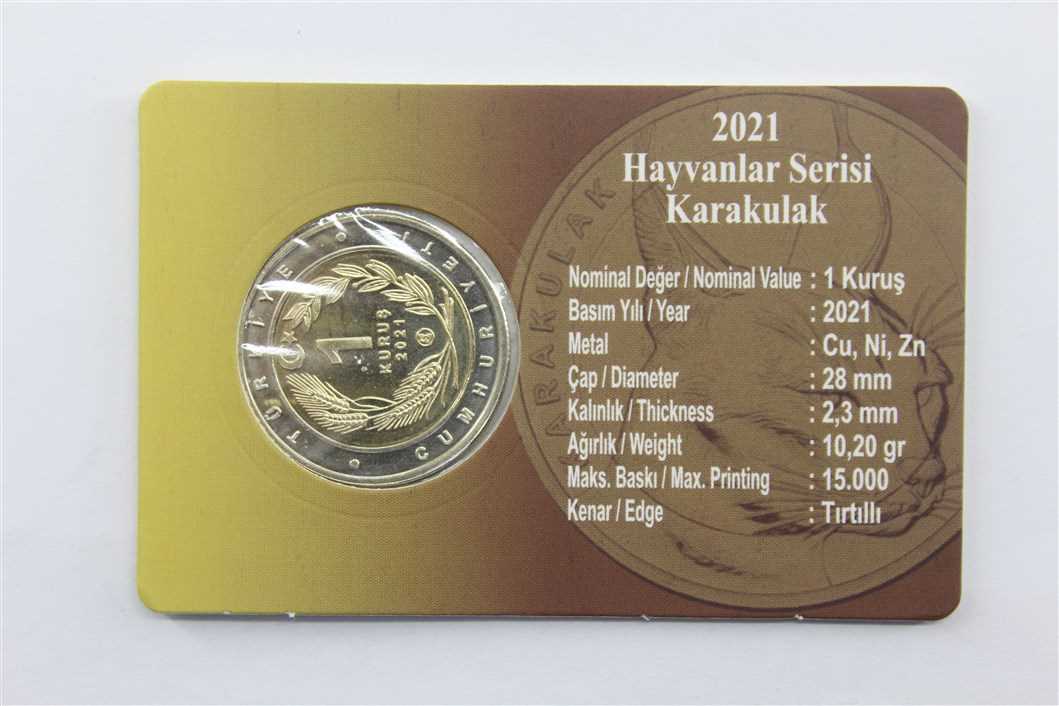 2021
Hayvanlar Serisi
Karakulak
Nominal Değer / Nominal Value : 1 Kuruş
Basım Yılı / Year : 2021
Metal : Cu, Ni, Zn
Çap / Diameter : 28 mm
Kalınlık / Thickness : 2,3 mm
Ağırlık / Weight : 10,20 gr
Maks. Baskı / Max. Printing : 15.000
Kenar / Edge : Tırtıllı
TÜRKİYE CUMHURİYETİ
1
KURUŞ
2021
KARAKULAK